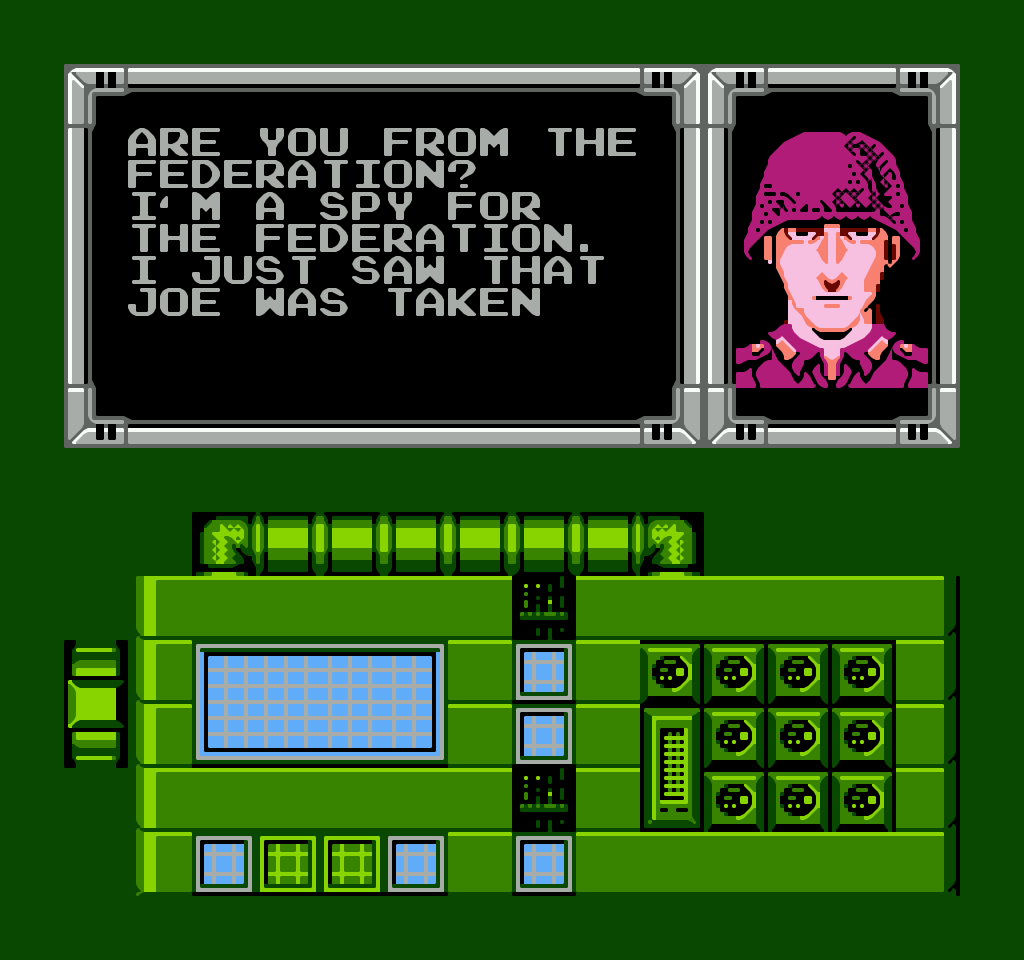 ARE YOU FROM THE
FEDERATION?
I'M A SPY FOR
THE FEDERATION.
I JUST SAW THAT
JOE WAS TAKEN